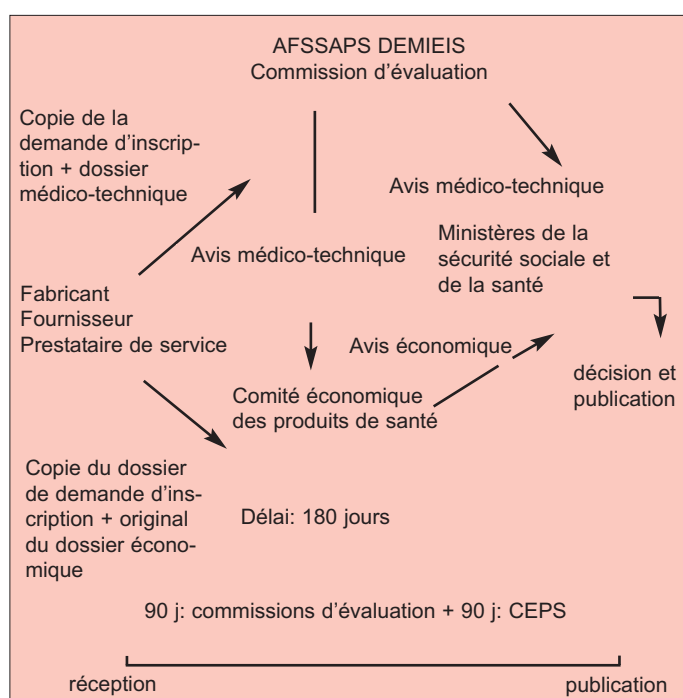 AFSSAPS DEMIEIS
Commission d'évaluation
Copie de la
demande d'inscrip-
tion + dossier
médico-technique
Avis médico-technique
Avis médico-technique
Ministères de la
sécurité sociale et
de la santé
Fabricant
Fournisseur
Prestataire de service
Avis économique
décision et
publication
Comité économique
des produits de santé
Copie du dossier
de demande d'ins-
cription + original
du dossier écono-
mique
Délai: 180 jours
90 j: commissions d'évaluation + 90 j: CEPS
réception
publication